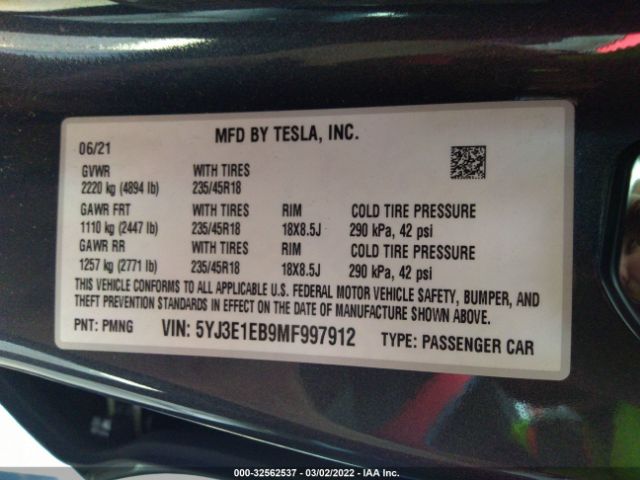 MFD BY TESLA, INC.
06/21
GVWR WITH TIRES
2220 kg (4894 lb) 235/45R18
GAWR FRT WITH TIRES RIM COLD TIRE PRESSURE
1110 kg (2447 lb) 235/45R18 18X8.5J 290 kPa, 42 psi
GAWR RR WITH TIRES RIM COLD TIRE PRESSURE
1257 kg (2771 lb) 235/45R18 18X8.5J 290 kPa, 42 psi
THIS VEHICLE CONFORMS TO ALL APPLICABLE U.S. FEDERAL MOTOR VEHICLE SAFETY, BUMPER, AND
THEFT PREVENTION STANDARDS IN EFFECT ON THE DATE OF MANUFACTURE SHOWN ABOVE.
PNT: PMNG VIN: 5YJ3E1EB9MF997912 TYPE: PASSENGER CAR
000-32562537 - 03/02/2022 - IAA Inc.